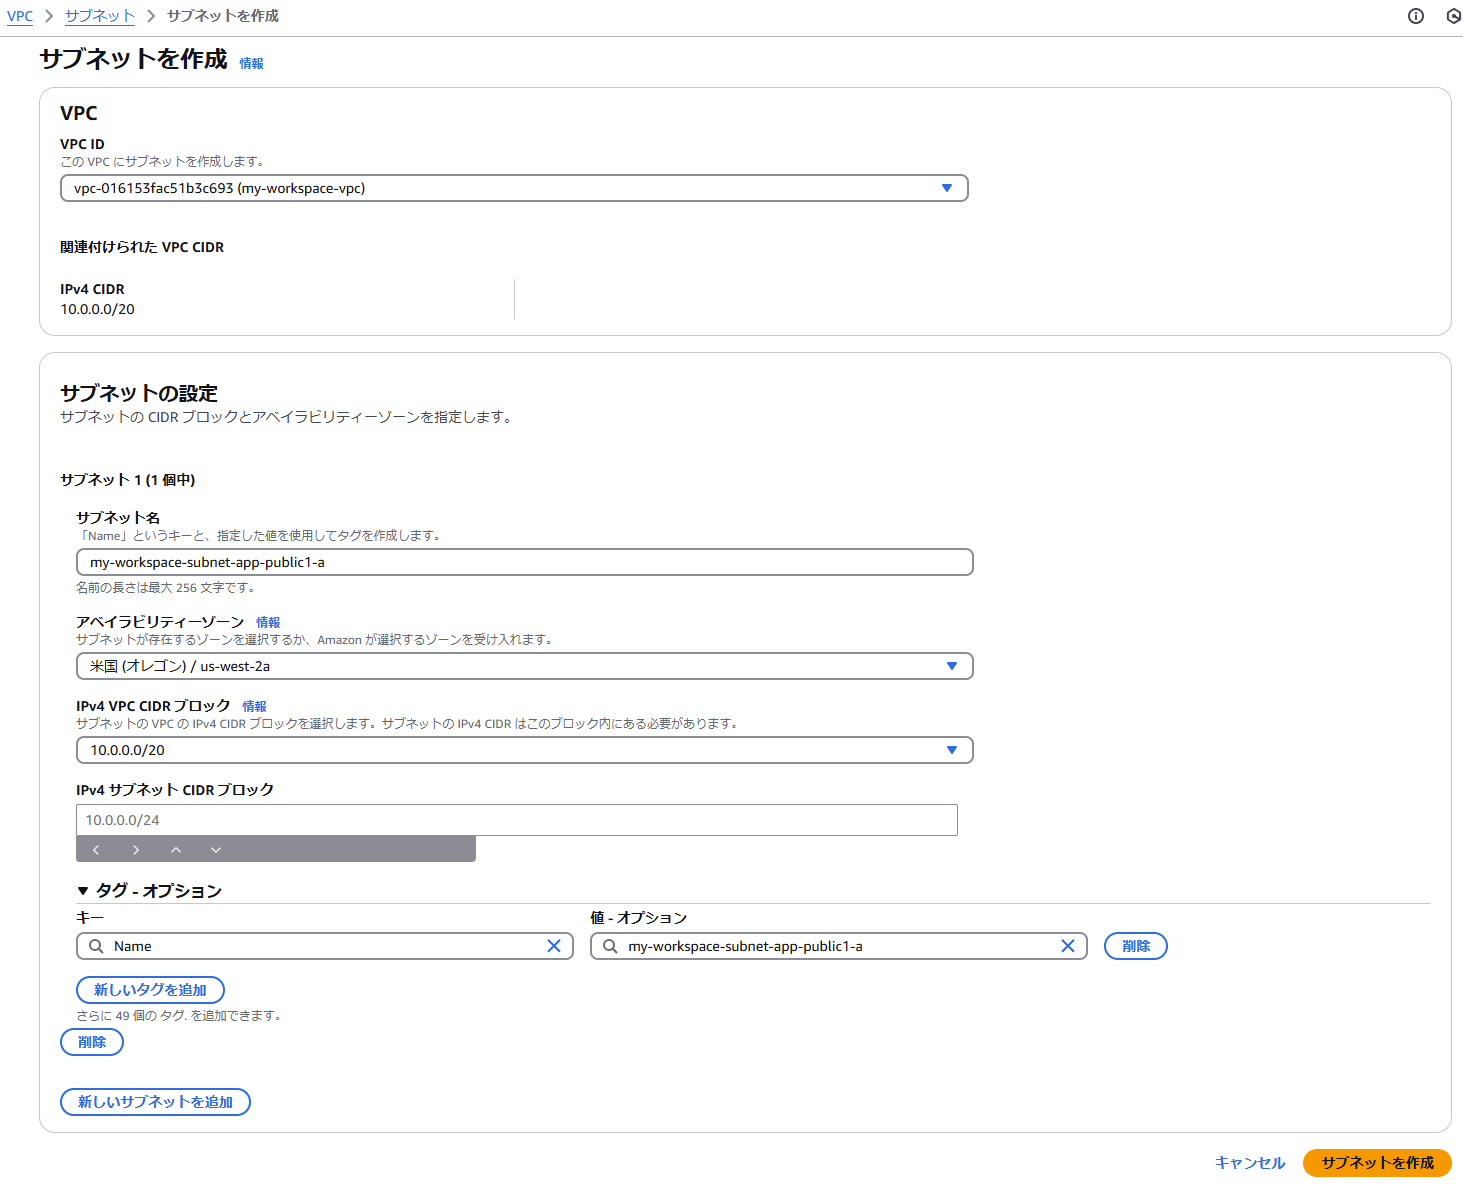 VPC > サブネット > サブネットを作成
サブネットを作成 情報
VPC
VPC ID
この VPC にサブネットを作成します。
vpc-016153fac51b3c693 (my-workspace-vpc)
関連付けられた VPC CIDR
IPv4 CIDR
10.0.0.0/20
サブネットの設定
サブネットの CIDR ブロックとアベイラビリティーゾーンを指定します。
サブネット 1 (1 個中)
サブネット名
「Name」というキーと、指定した値を使用してタグを作成します。
my-workspace-subnet-app-public1-a
名前の長さは最大 256 文字です。
アベイラビリティーゾーン 情報
サブネットが存在するゾーンを選択するか、Amazon が選択するゾーンを受け入れます。
米国 (オレゴン) / us-west-2a
IPv4 VPC CIDR ブロック 情報
サブネットの VPC の IPv4 CIDR ブロックを選択します。サブネットの IPv4 CIDR はこのブロック内にある必要があります。
10.0.0.0/20
IPv4 サブネット CIDR ブロック
10.0.0.0/24
タグ - オプション
キー 値 - オプション
Name my-workspace-subnet-app-public1-a 削除
新しいタグを追加
さらに 49 個の タグ. を追加できます。
削除
新しいサブネットを追加
キャンセル サブネットを作成